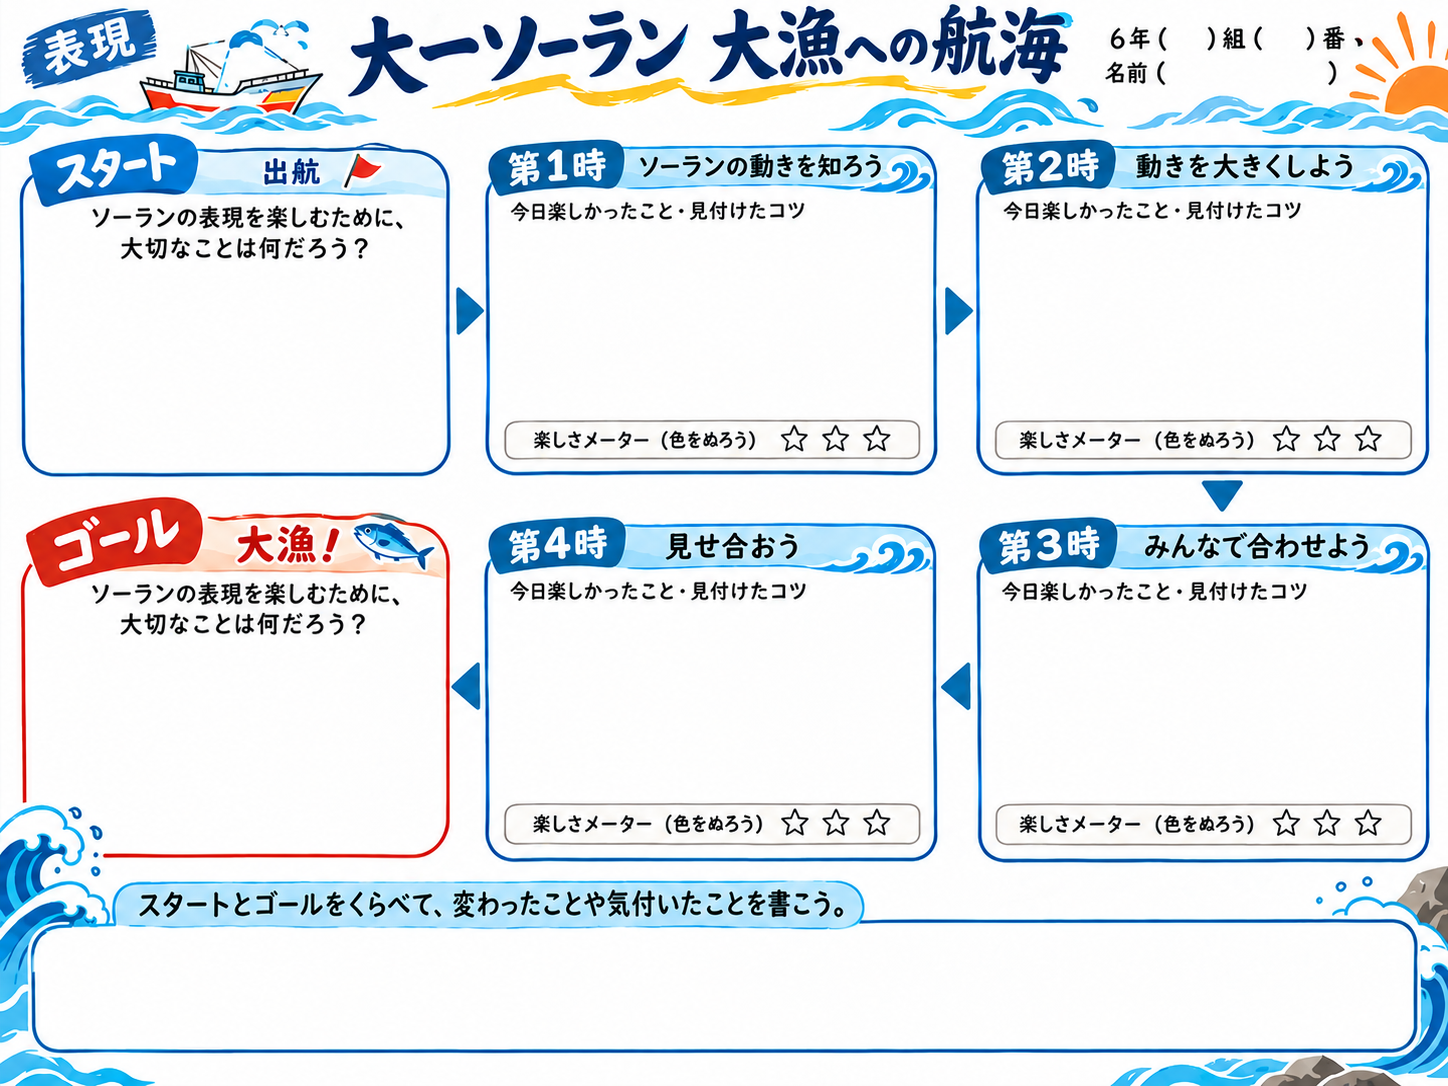 表現
大一ソーラン 大漁への航海
6年(　)組(　)番、
名前(　　　)
スタート 出航
ソーランの表現を楽しむために、
大切なことは何だろう？
第1時 ソーランの動きを知ろう
今日楽しかったこと・見付けたコツ
楽しさメーター（色をぬろう）☆ ☆ ☆
第2時 動きを大きくしよう
今日楽しかったこと・見付けたコツ
楽しさメーター（色をぬろう）☆ ☆ ☆
第3時 みんなで合わせよう
今日楽しかったこと・見付けたコツ
楽しさメーター（色をぬろう）☆ ☆ ☆
第4時 見せ合おう
今日楽しかったこと・見付けたコツ
楽しさメーター（色をぬろう）☆ ☆ ☆
ゴール 大漁！
ソーランの表現を楽しむために、
大切なことは何だろう？
スタートとゴールをくらべて、変わったことや気付いたことを書こう。